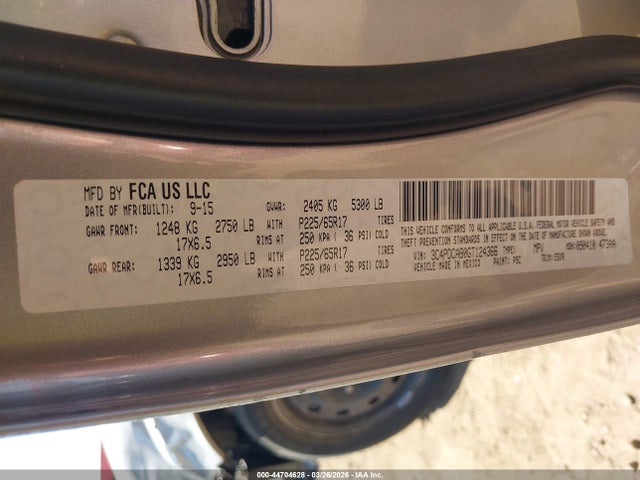 MFD BY FCA US LLC
DATE OF MFR(BUILT): 9-15 GVWR: 2405 KG 5300 LB
GAWR FRONT: 1248 KG 2750 LB WITH P225/65R17 TIRES
17X6.5 RIMS AT 250 KPA ( 36 PSI) COLD
GAWR REAR: 1339 KG 2950 LB WITH P225/65R17 TIRES
17X6.5 RIMS AT 250 KPA ( 36 PSI) COLD
THIS VEHICLE CONFORMS TO ALL APPLICABLE U.S.A. FEDERAL MOTOR VEHICLE SAFETY AND
THEFT PREVENTION STANDARDS IN EFFECT ON THE DATE OF MANUFACTURE SHOWN ABOVE.
VIN: 3C4PDCAB0GT124366 TYPE: MPV MDH: 090410 473AA
VEHICLE MADE IN MEXICO PAINT: PSC TRIM:
000-44704628 | 03/26/2026 | IAA Inc.